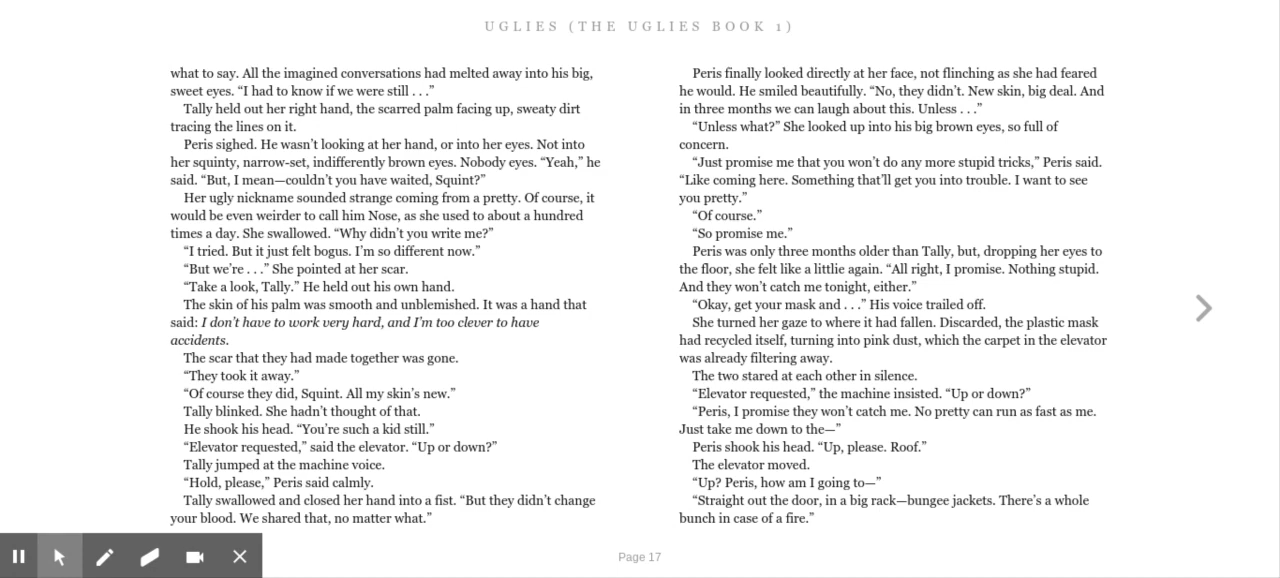 UGLIES (THE UGLIES BOOK 1)
what to say. All the imagined conversations had melted away into his big,
sweet eyes. “I had to know if we were still . . .”
Tally held out her right hand, the scarred palm facing up, sweaty dirt
tracing the lines on it.
Peris sighed. He wasn’t looking at her hand, or into her eyes. Not into
her squinty, narrow-set, indifferently brown eyes. Nobody eyes. “Yeah,” he
said. “But, I mean—couldn’t you have waited, Squint?”
Her ugly nickname sounded strange coming from a pretty. Of course, it
would be even weirder to call him Nose, as she used to about a hundred
times a day. She swallowed. “Why didn’t you write me?”
“I tried. But it just felt bogus. I’m so different now.”
“But we’re . . .” She pointed at her scar.
“Take a look, Tally.” He held out his own hand.
The skin of his palm was smooth and unblemished. It was a hand that
said: I don’t have to work very hard, and I’m too clever to have
accidents.
The scar that they had made together was gone.
“They took it away.”
“Of course they did, Squint. All my skin’s new.”
Tally blinked. She hadn’t thought of that.
He shook his head. “You’re such a kid still.”
“Elevator requested,” said the elevator. “Up or down?”
Tally jumped at the machine voice.
“Hold, please,” Peris said calmly.
Tally swallowed and closed her hand into a fist. “But they didn’t change
your blood. We shared that, no matter what.”
Peris finally looked directly at her face, not flinching as she had feared
he would. He smiled beautifully. “No, they didn’t. New skin, big deal. And
in three months we can laugh about this. Unless . . .”
“Unless what?” She looked up into his big brown eyes, so full of
concern.
“Just promise me that you won’t do any more stupid tricks,” Peris said.
“Like coming here. Something that’ll get you into trouble. I want to see
you pretty.”
“Of course.”
“So promise me.”
Peris was only three months older than Tally, but, dropping her eyes to
the floor, she felt like a littlie again. “All right, I promise. Nothing stupid.
And they won’t catch me tonight, either.”
“Okay, get your mask and . . .” His voice trailed off.
She turned her gaze to where it had fallen. Discarded, the plastic mask
had recycled itself, turning into pink dust, which the carpet in the elevator
was already filtering away.
The two stared at each other in silence.
“Elevator requested,” the machine insisted. “Up or down?”
“Peris, I promise they won’t catch me. No pretty can run as fast as me.
Just take me down to the—”
Peris shook his head. “Up, please. Roof.”
The elevator moved.
“Up? Peris, how am I going to—”
“Straight out the door, in a big rack—bungee jackets. There’s a whole
bunch in case of a fire.”
Page 17